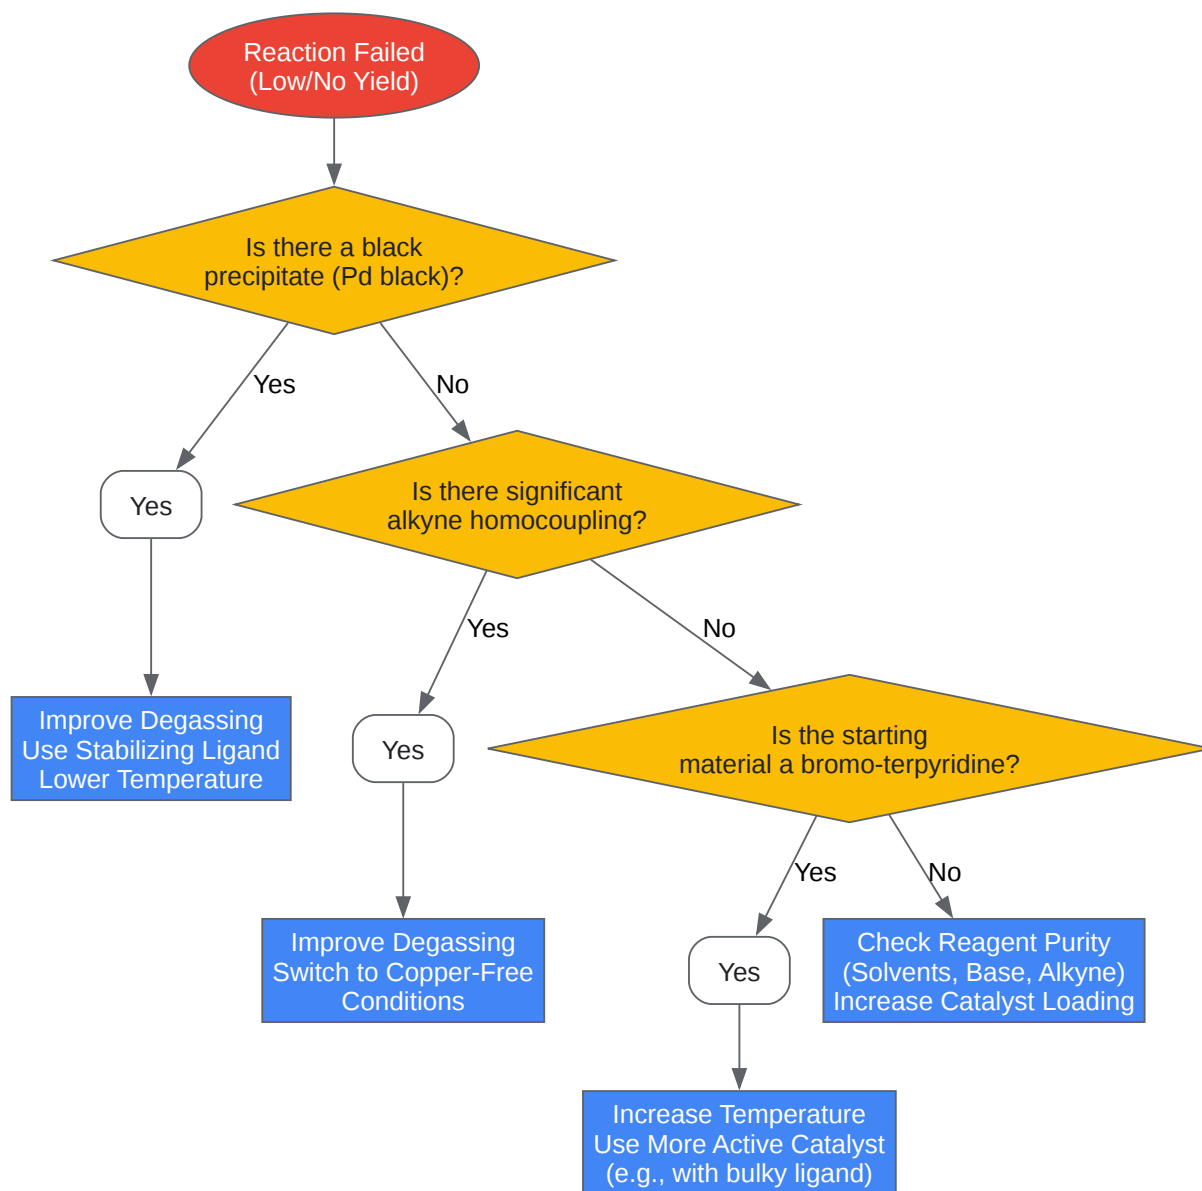 Reaction Failed
(Low/No Yield)
Is there a black
precipitate (Pd black)?
Yes
No
Yes
Is there significant
alkyne homocoupling?
Yes
No
Improve Degassing
Use Stabilizing Ligand
Lower Temperature
Yes
Is the starting
material a bromo-terpyridine?
Yes
No
Improve Degassing
Switch to Copper-Free
Conditions
Yes
Check Reagent Purity
(Solvents, Base, Alkyne)
Increase Catalyst Loading
Increase Temperature
Use More Active Catalyst
(e.g., with bulky ligand)